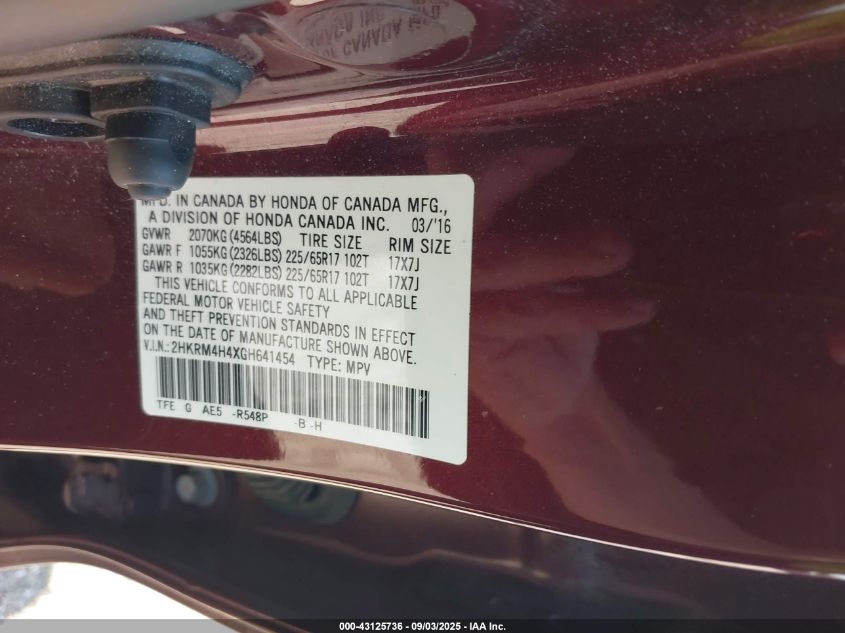 MFD. IN CANADA BY HONDA OF CANADA MFG.,
A DIVISION OF HONDA CANADA INC. 03/'16
GVWR 2070KG(4564LBS) TIRE SIZE RIM SIZE
GAWR F 1055KG(2326LBS)225/65R17 102T 17X7J
GAWR R 1035KG(2282LBS)225/65R17 102T 17X7J
THIS VEHICLE CONFORMS TO ALL APPLICABLE
FEDERAL MOTOR VEHICLE SAFETY
AND THEFT PREVENTION STANDARDS IN EFFECT
ON THE DATE OF MANUFACTURE SHOWN ABOVE.
V.I.N.:2HKRM4H4XGH641454 TYPE: MPV
TFE G AE5 -R548P -B -H
000-43125736 - 09/03/2025 - IAA Inc.